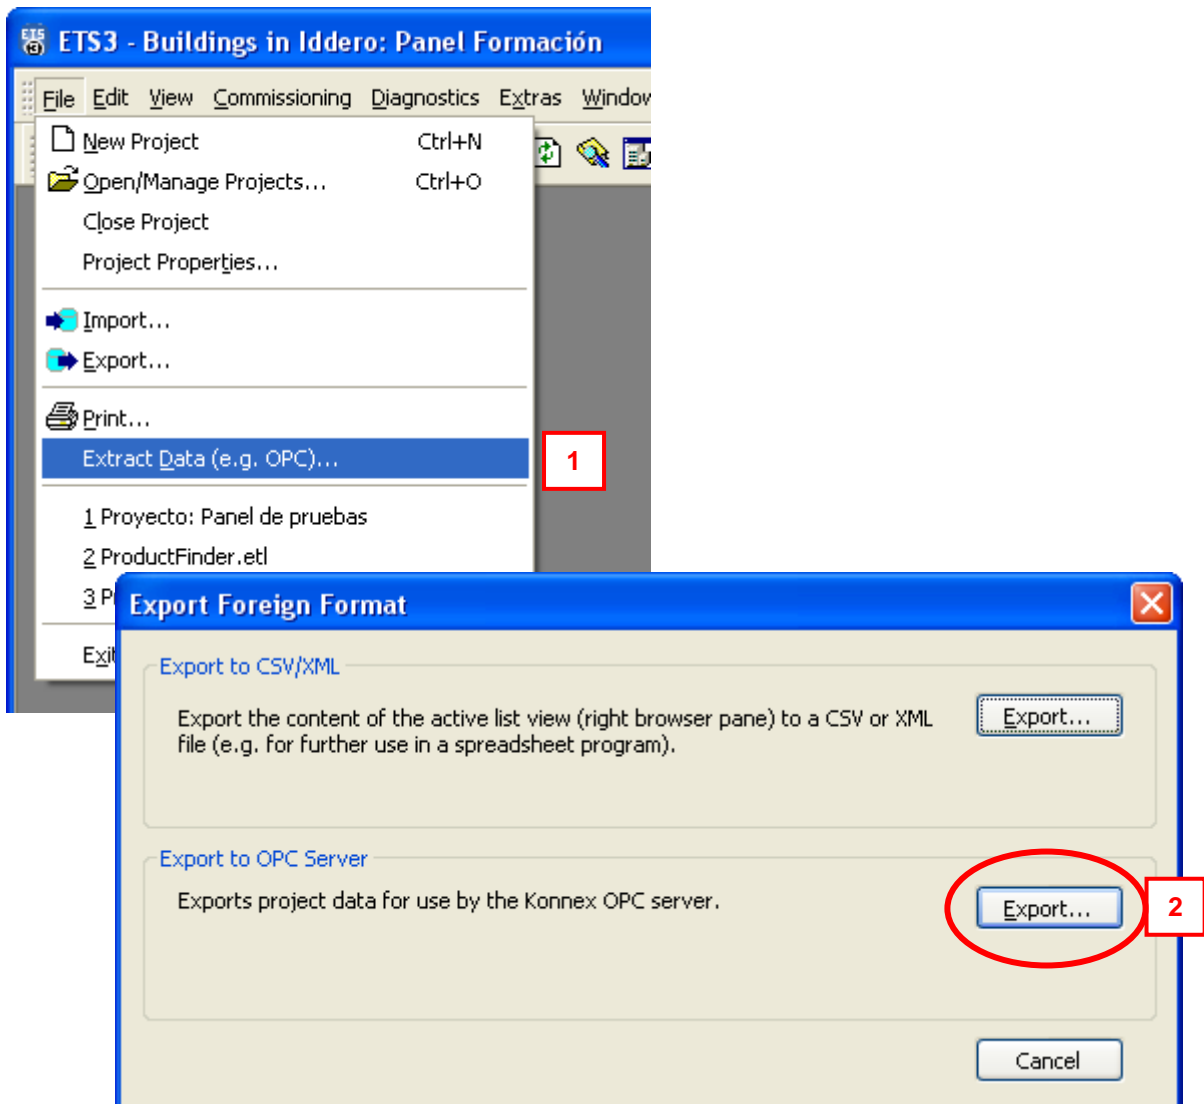 ETS3 - Buildings in Iddero: Panel Formación
File Edit View Commissioning Diagnostics Extras Window
New Project Ctrl+N
Open/Manage Projects... Ctrl+O
Close Project
Project Properties...
Import...
Export...
Print...
Extract Data (e.g. OPC)...
1
1 Proyecto: Panel de pruebas
2 ProductFinder.etl
3 P
Exit
Export Foreign Format
Export to CSV/XML
Export the content of the active list view (right browser pane) to a CSV or XML
file (e.g. for further use in a spreadsheet program).
Export...
Export to OPC Server
Exports project data for use by the Konnex OPC server.
Export...
2
Cancel